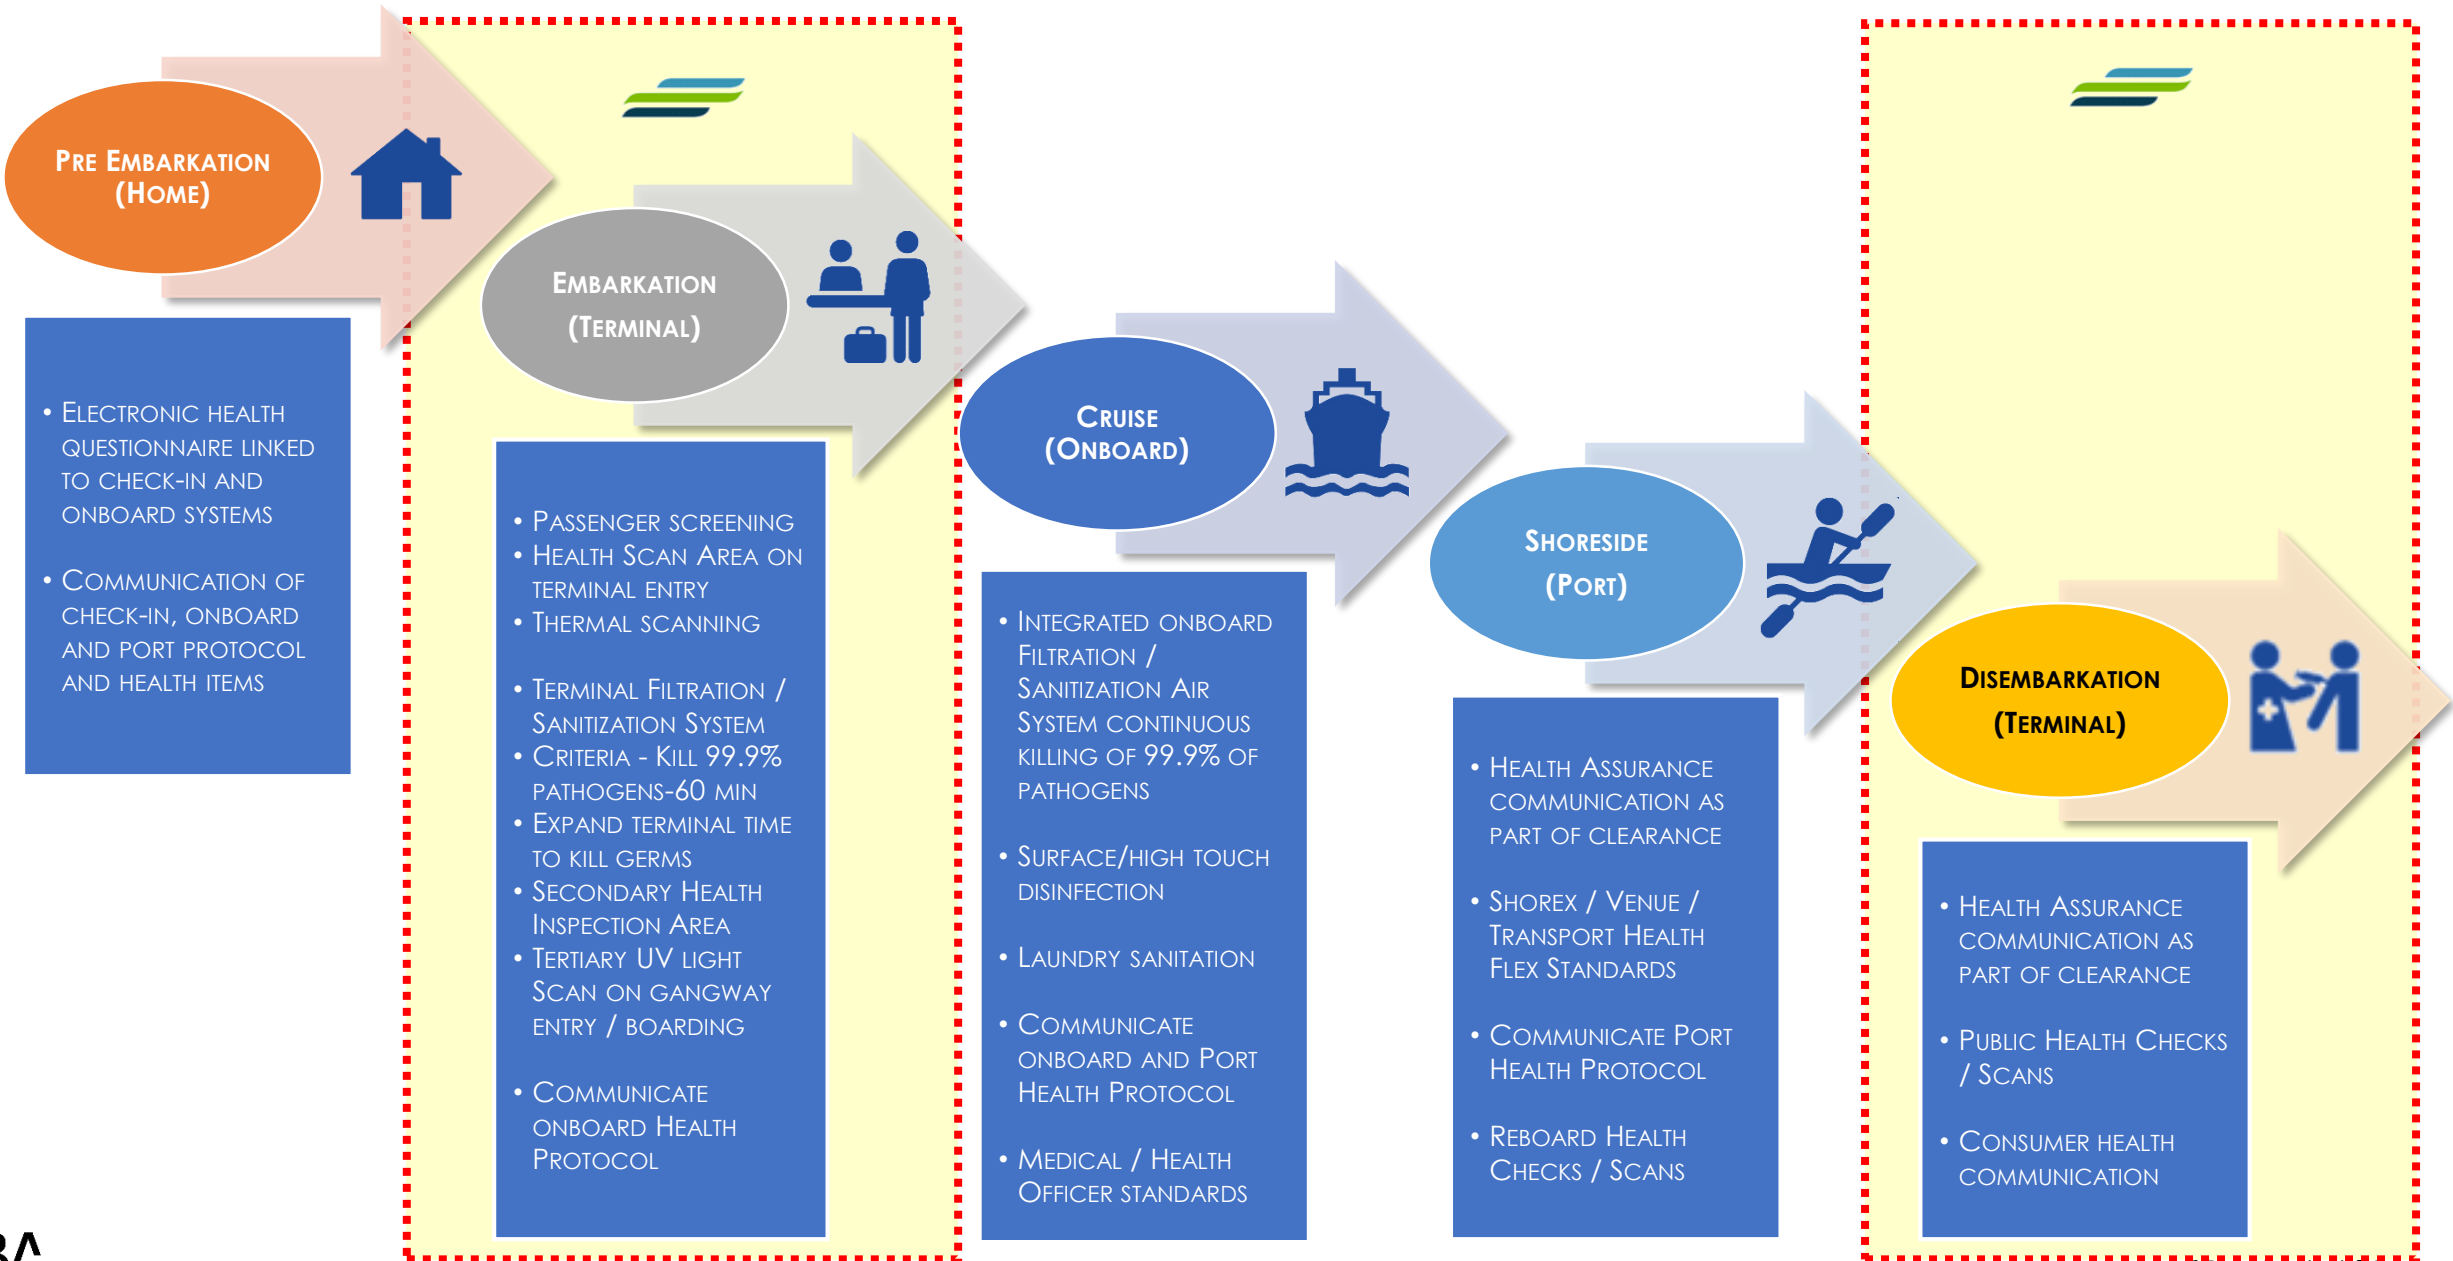 Pre Embarkation
(Home)
• Electronic health
questionnaire linked
to check-in and
onboard systems
• Communication of
check-in, onboard
and port protocol
and health items
Embarkation
(Terminal)
• Passenger screening
• Health Scan Area on
terminal entry
• Thermal scanning
• Terminal Filtration /
Sanitization System
• Criteria - Kill 99.9%
pathogens-60 min
• Expand terminal time
to kill germs
• Secondary Health
Inspection Area
• Tertiary UV light
Scan on gangway
entry / boarding
• Communicate
onboard Health
Protocol
Cruise
(Onboard)
• Integrated onboard
Filtration /
Sanitization Air
System continuous
killing of 99.9% of
pathogens
• Surface/high touch
disinfection
• Laundry sanitation
• Communicate
onboard and Port
Health Protocol
• Medical / Health
Officer standards
Shoreside
(Port)
• Health Assurance
communication as
part of clearance
• Shorex / Venue /
Transport Health
Flex Standards
• Communicate Port
Health Protocol
• Reboard Health
Checks / Scans
Disembarkation
(Terminal)
• Health Assurance
communication as
part of clearance
• Public Health Checks
/ Scans
• Consumer health
communication